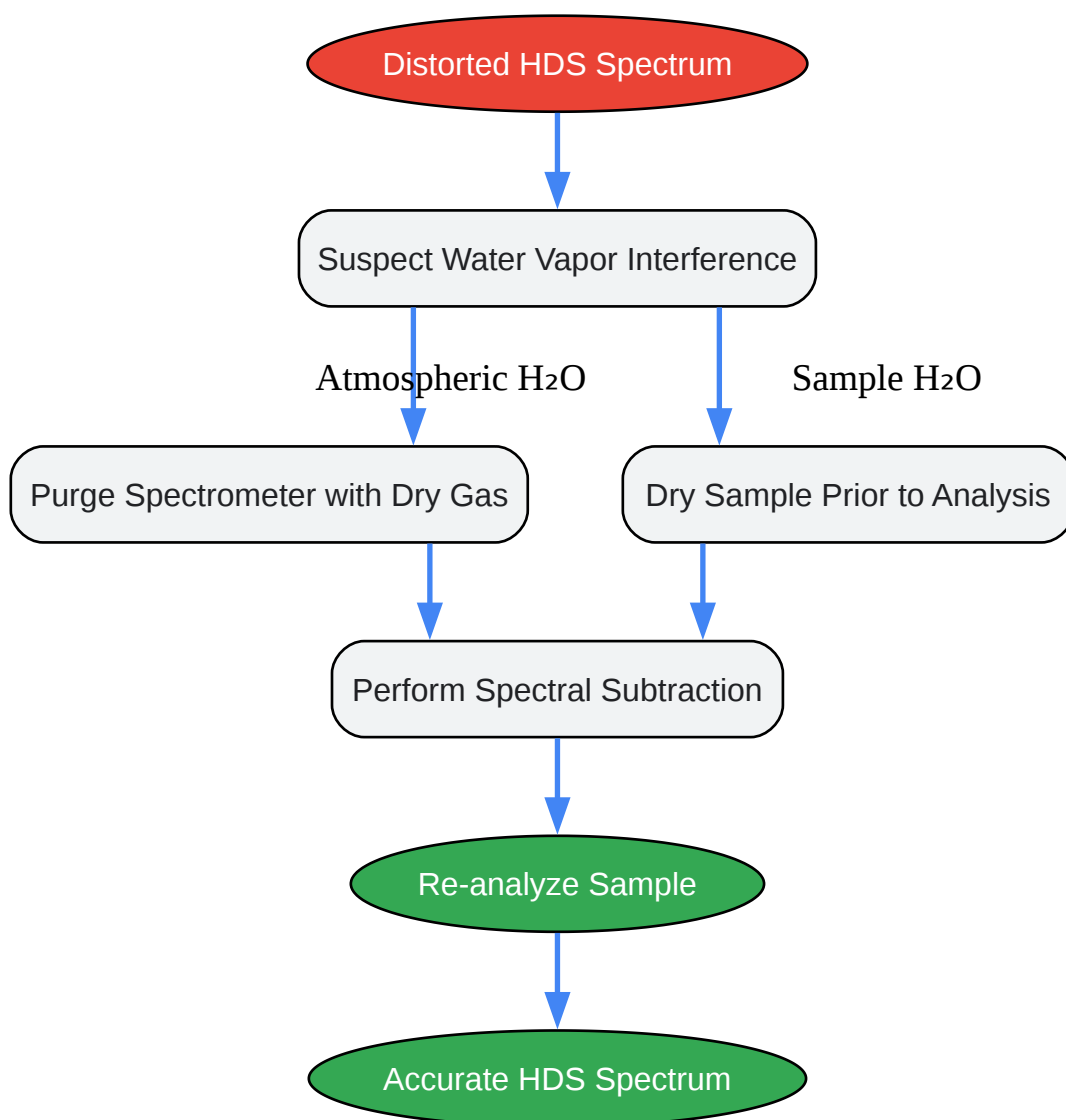 Distorted HDS Spectrum
Suspect Water Vapor Interference
Atmospheric H₂O
Sample H₂O
Purge Spectrometer with Dry Gas
Dry Sample Prior to Analysis
Perform Spectral Subtraction
Re-analyze Sample
Accurate HDS Spectrum